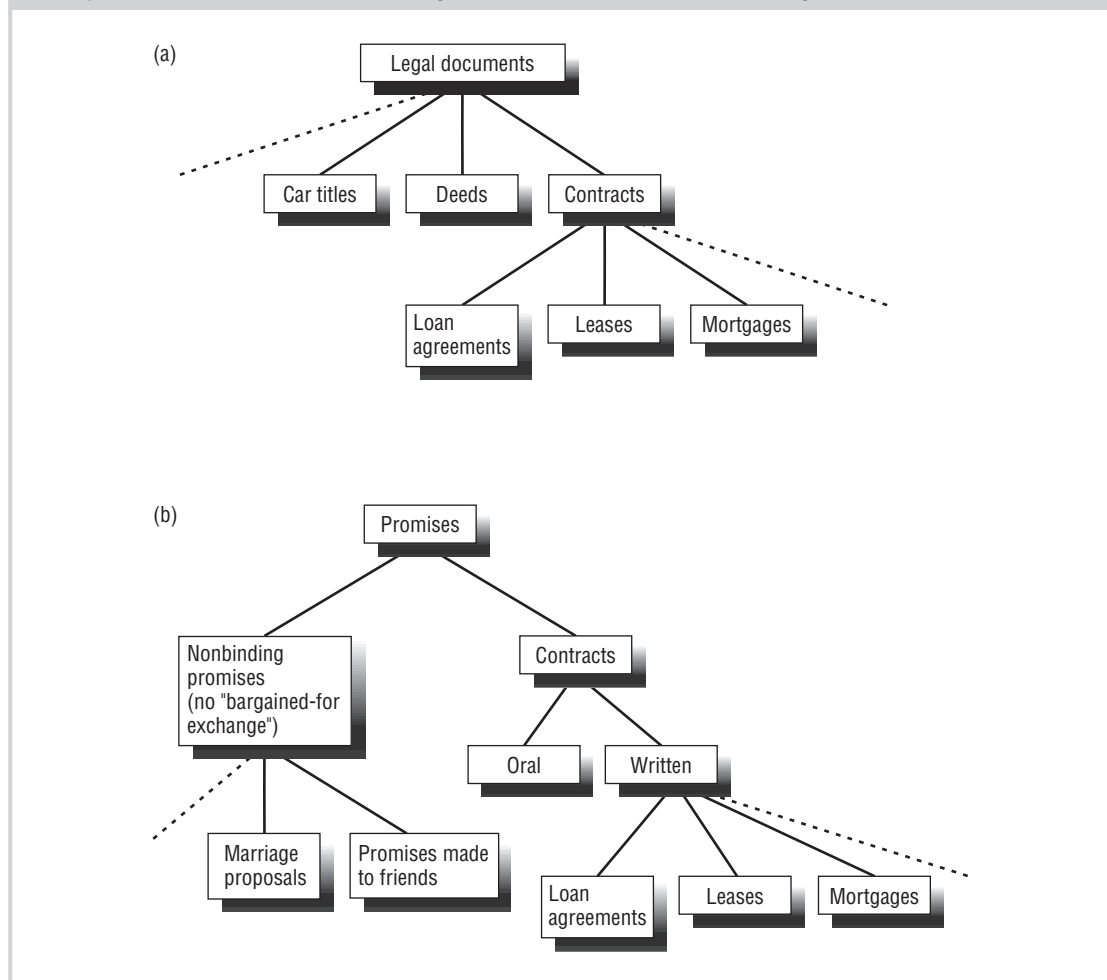 (a)
Legal documents
Car titles
Deeds
Contracts
Loan
agreements
Leases
Mortgages
(b)
Promises
Nonbinding
promises
(no "bargained-for
exchange")
Contracts
Oral
Written
Marriage
proposals
Promises made
to friends
Loan
agreements
Leases
Mortgages